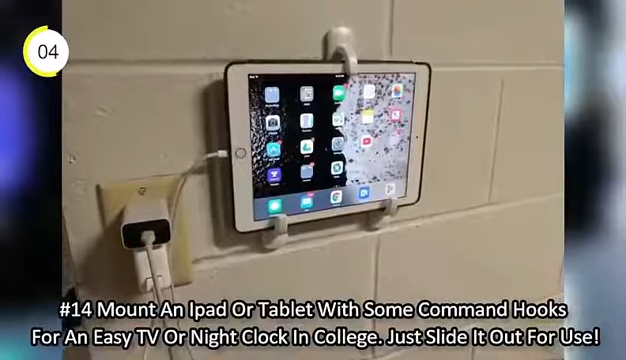 04
#14 Mount An Ipad Or Tablet With Some Command Hooks
For An Easy TV Or Night Clock In College. Just Slide It Out For Use!